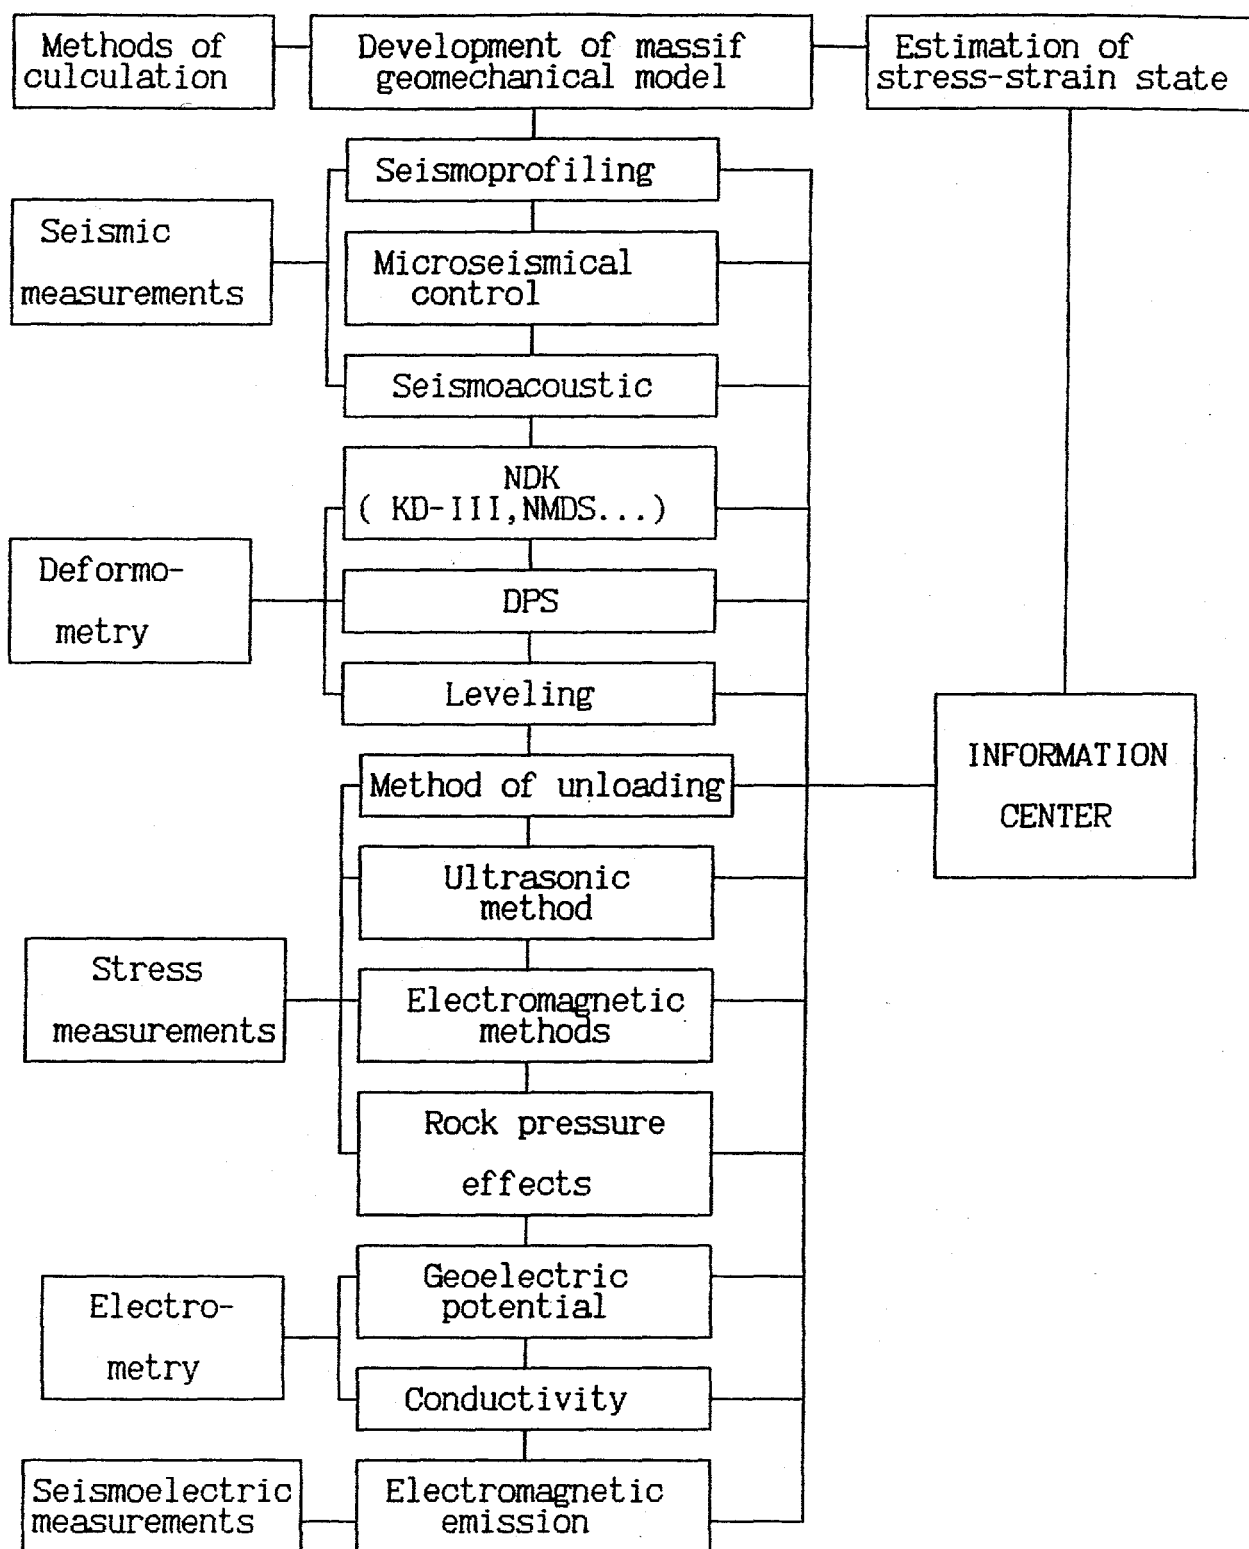 Methods of
culculation
Development of massif
geomechanical model
Estimation of
stress-strain state
Seismoprofiling
Seismic
measurements
Microseismical
control
Seismoacoustic
NDK
( KD-III,NMDS...)
Deformo-
metry
DPS
Leveling
INFORMATION
CENTER
Method of unloading
Ultrasonic
method
Stress
measurements
Electromagnetic
methods
Rock pressure
effects
Geoelectric
potential
Electro-
metry
Conductivity
Seismoelectric
measurements
Electromagnetic
emission